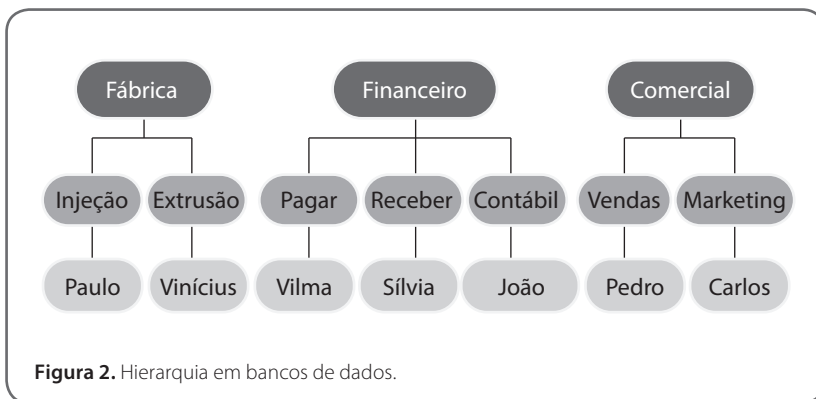 Fábrica Financeiro Comercial
Injeção Extrusão Pagar Receber Contábil Vendas Marketing
Paulo Vinícius Vilma Sílvia João Pedro Carlos
Figura 2. Hierarquia em bancos de dados.